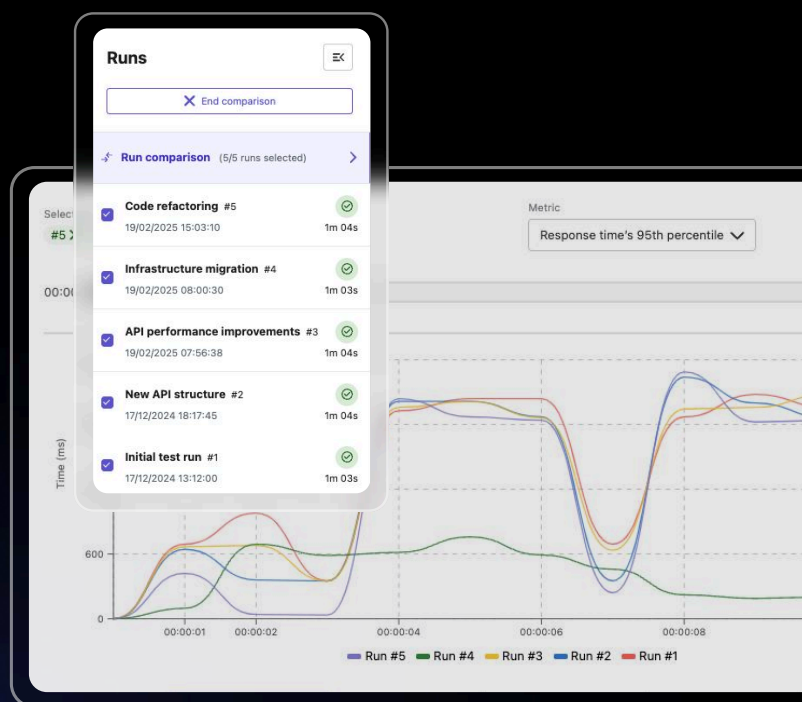 Runs
End comparison
Run comparison (5/5 runs selected)
Code refactoring #5
19/02/2025 15:03:10 1m 04s
Infrastructure migration #4
19/02/2025 08:00:30 1m 03s
API performance improvements #3
19/02/2025 07:56:38 1m 04s
New API structure #2
17/12/2024 18:17:45 1m 04s
Initial test run #1
17/12/2024 13:12:00 1m 03s
#5
Metric
Response time's 95th percentile
Time (ms)
600
0
00:00:01 00:00:02 00:00:04 00:00:06 00:00:08
Run #5 Run #4 Run #3 Run #2 Run #1